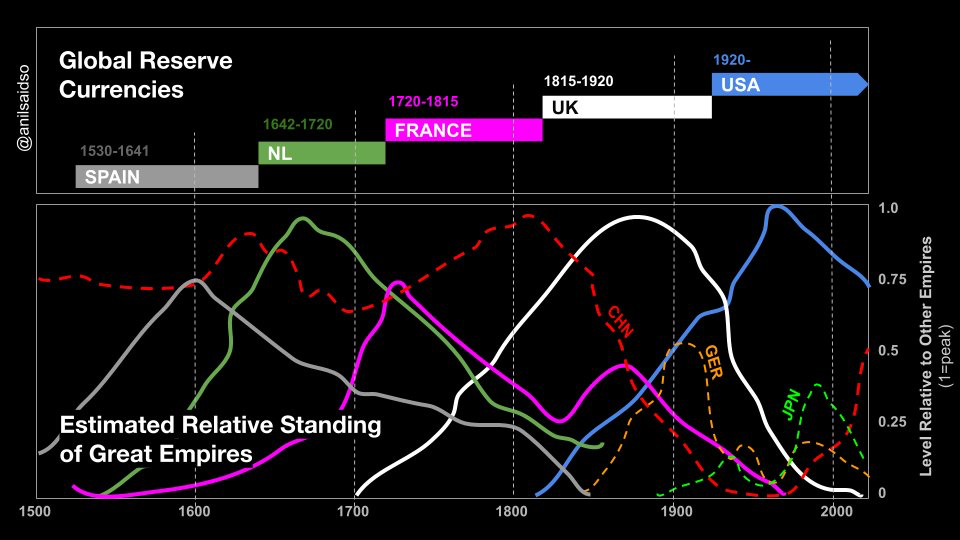 @anilsaidso
Global Reserve
Currencies
1530-1641
SPAIN
1642-1720
NL
1720-1815
FRANCE
1815-1920
UK
1920-
USA
Estimated Relative Standing
of Great Empires
CHN
GER
JPN
1.0
0.75
0.5
0.25
0
Level Relative to Other Empires
(1=peak)
1500 1600 1700 1800 1900 2000